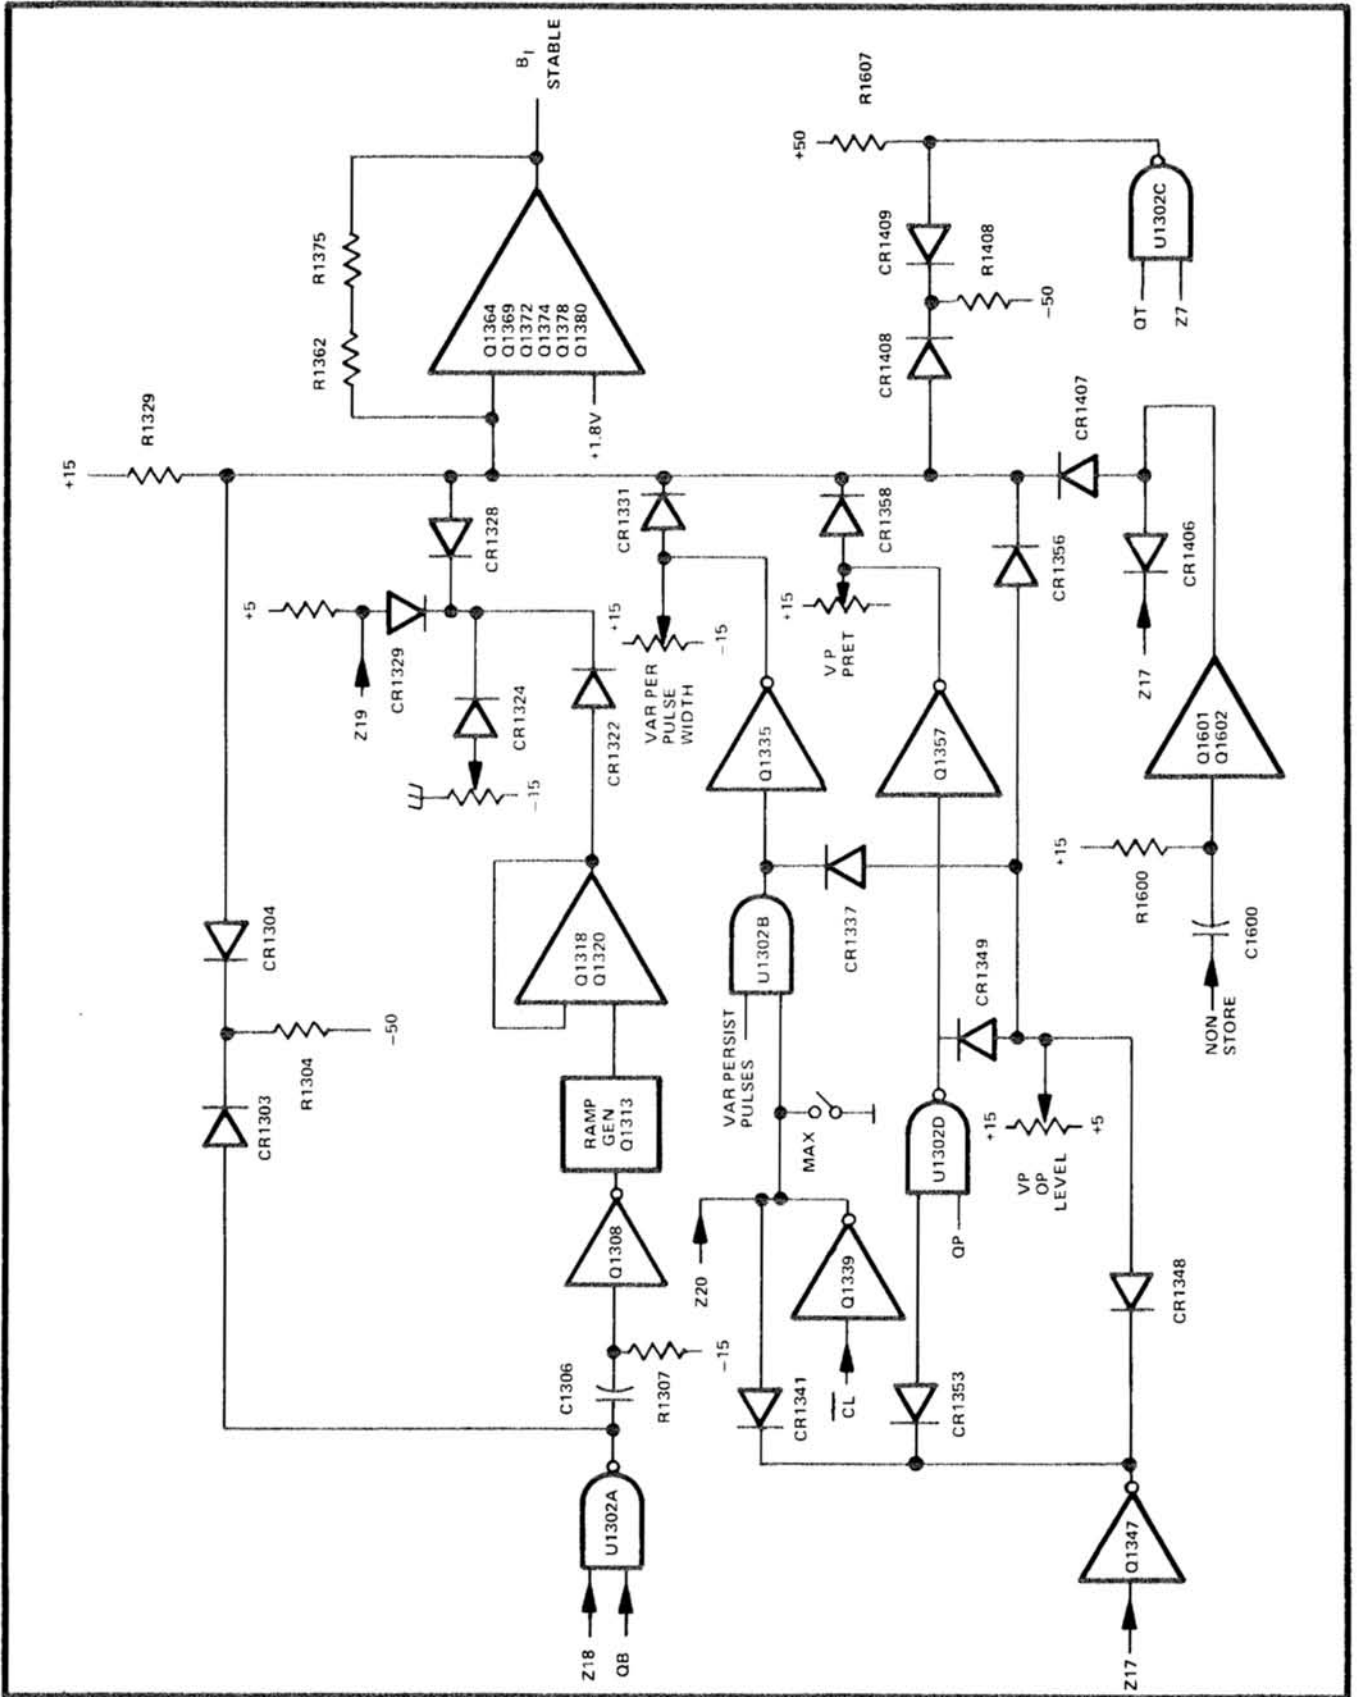 B1
STABLE
R1375
R1362
Q1364
Q1369
Q1372
Q1374
Q1378
Q1380
+1.8V
+15
R1329
CR1304
CR1303
R1304
-50
+5
Z19
CR1329
CR1328
CR1324
-15
CR1322
Q1318
Q1320
RAMP
GEN
Q1313
Q1308
C1306
R1307
-15
U1302A
Z18
QB
+50
R1607
CR1409
CR1408
R1408
-50
U1302C
QT
Z7
CR1407
CR1406
Z17
CR1331
+15
-15
VAR PER
PULSE
WIDTH
CR1358
+15
VP
PRET
CR1356
Q1335
Q1357
U1302B
CR1337
VAR PERSIST
PULSES
MAX
Z20
CR1341
Q1339
CL
U1302D
QP
CR1353
CR1349
+15
+5
VP
OP
LEVEL
CR1348
Q1347
Z17
Q1601
Q1602
+15
R1600
C1600
NON
STORE